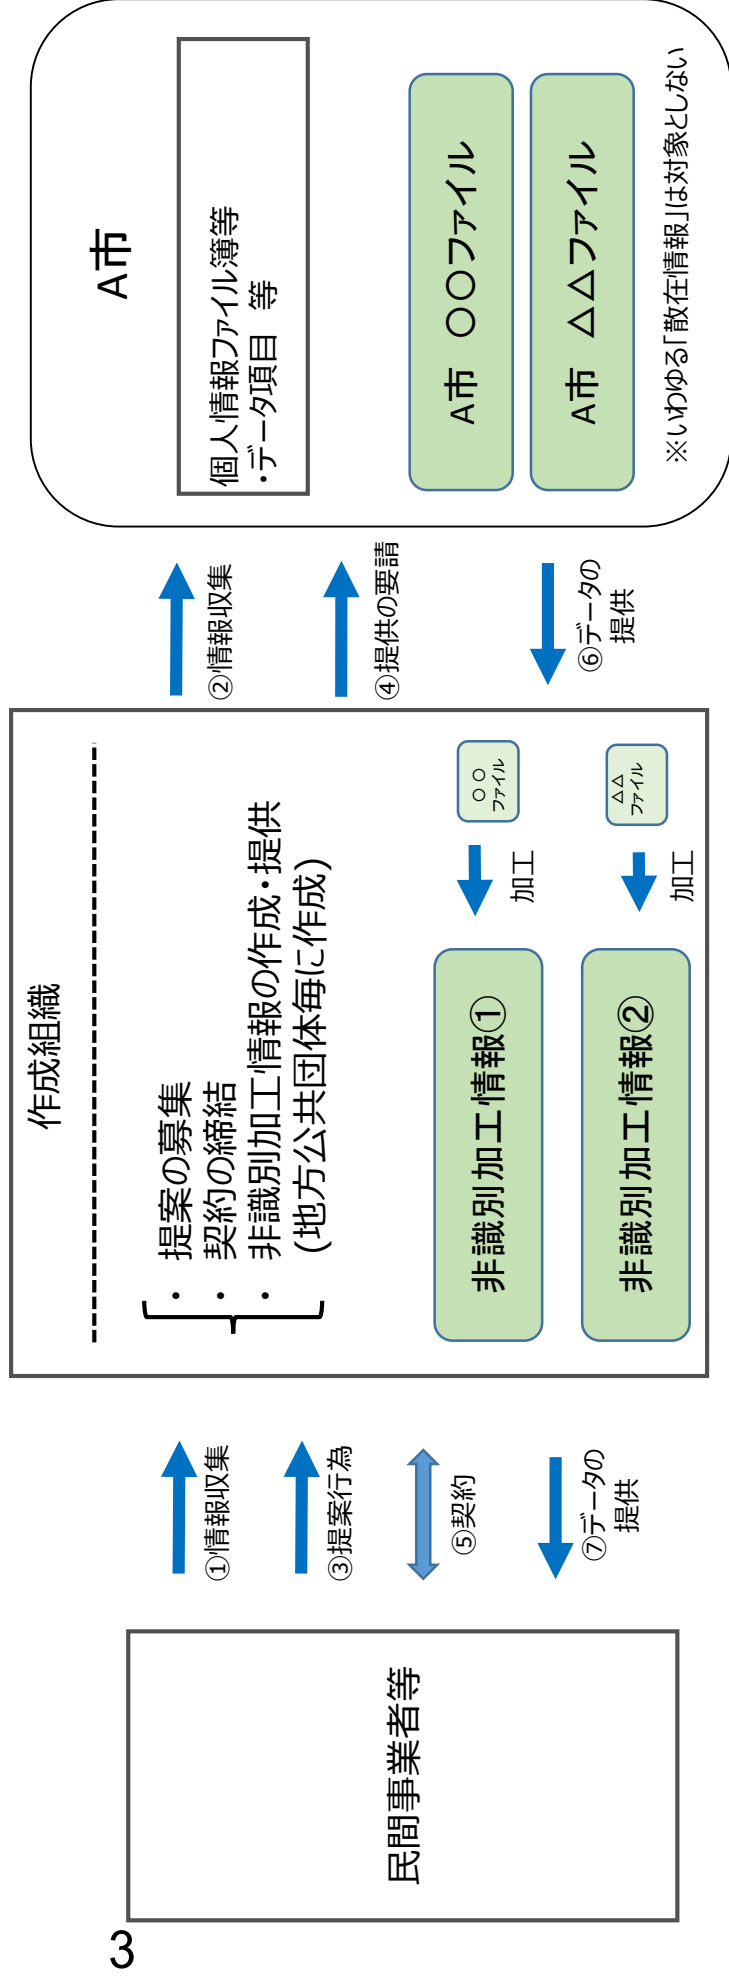 作成組織
・ 提案の募集
・ 契約の締結
・ 非識別加工情報の作成・提供
(地方公共団体毎に作成)
民間事業者等
①情報収集
③提案行為
⑤契約
⑦データの
提供
非識別加工情報①
加工
○○
ファイル
非識別加工情報②
加工
△△
ファイル
②情報収集
④提供の要請
⑥データの
提供
A市
個人情報ファイル簿等
・データ項目 等
A市 ○○ファイル
A市 △△ファイル
※いわゆる「散在情報」は対象としない
3